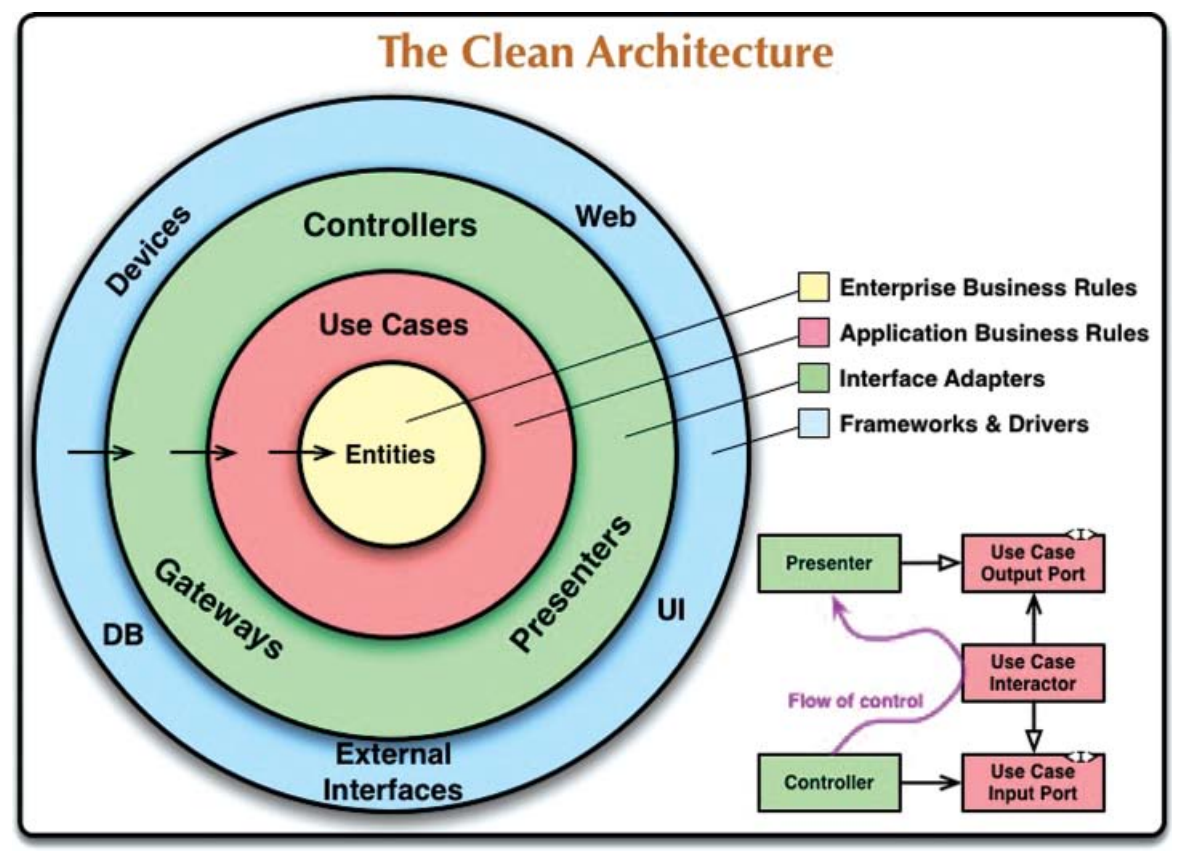 The Clean Architecture
Devices
Controllers
Web
Use Cases
Entities
Gateways
Presenters
DB
UI
External
Interfaces
Enterprise Business Rules
Application Business Rules
Interface Adapters
Frameworks & Drivers
Presenter
<I>
Use Case
Output Port
Use Case
Interactor
Flow of control
Controller
<I>
Use Case
Input Port